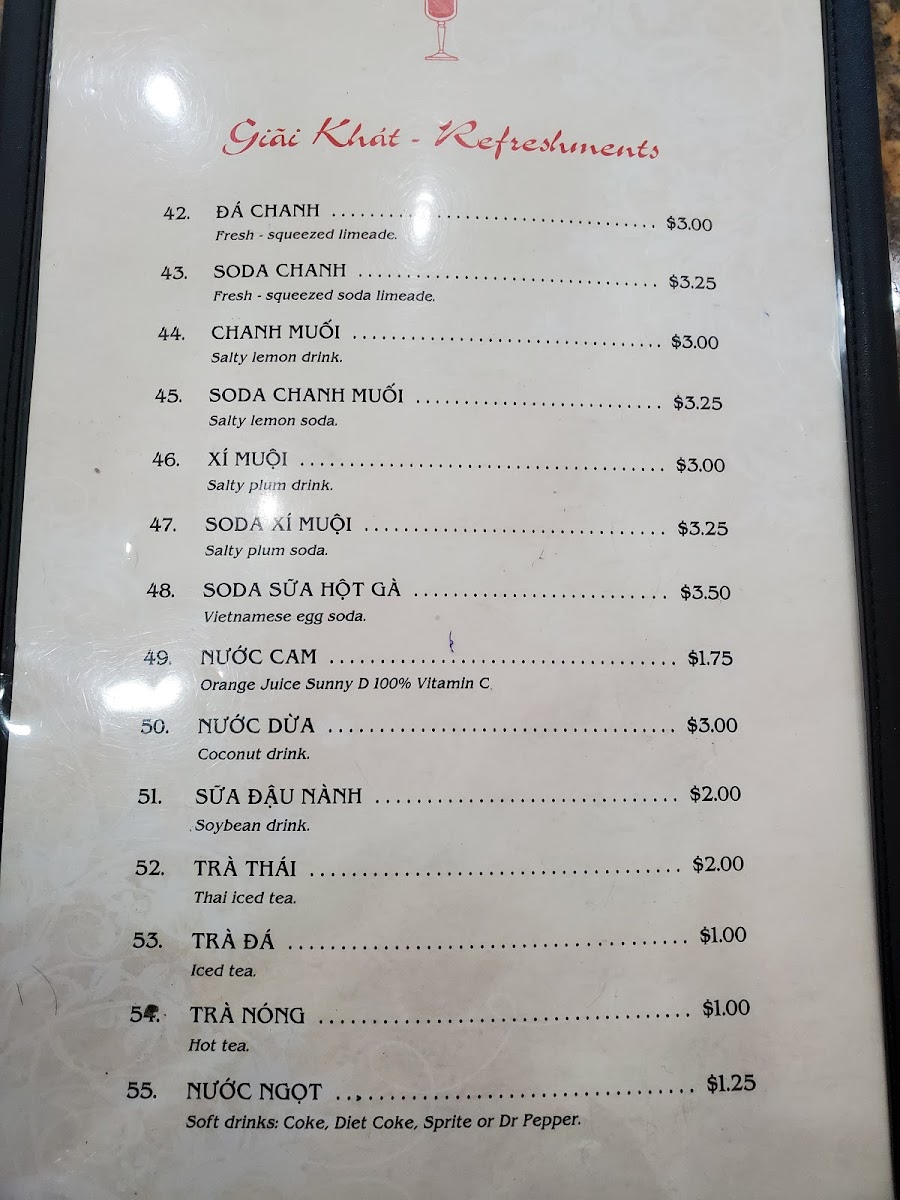 Giãi Khát - Refreshments
42. ĐÁ CHANH ........................................ $3.00
Fresh - squeezed limeade.
43. SODA CHANH ........................................ $3.25
Fresh - squeezed soda limeade.
44. CHANH MUỐI ........................................ $3.00
Salty lemon drink.
45. SODA CHANH MUỐI ........................................ $3.25
Salty lemon soda.
46. XÍ MUỘI ........................................ $3.00
Salty plum drink.
47. SODA XÍ MUỘI ........................................ $3.25
Salty plum soda.
48. SODA SỮA HỘT GÀ ........................................ $3.50
Vietnamese egg soda.
49. NƯỚC CAM ........................................ $1.75
Orange Juice Sunny D 100% Vitamin C.
50. NƯỚC DỪA ........................................ $3.00
Coconut drink.
51. SỮA ĐẬU NÀNH ........................................ $2.00
Soybean drink.
52. TRÀ THÁI ........................................ $2.00
Thai iced tea.
53. TRÀ ĐÁ ........................................ $1.00
Iced tea.
54. TRÀ NÓNG ........................................ $1.00
Hot tea.
55. NƯỚC NGỌT ........................................ $1.25
Soft drinks: Coke, Diet Coke, Sprite or Dr Pepper.